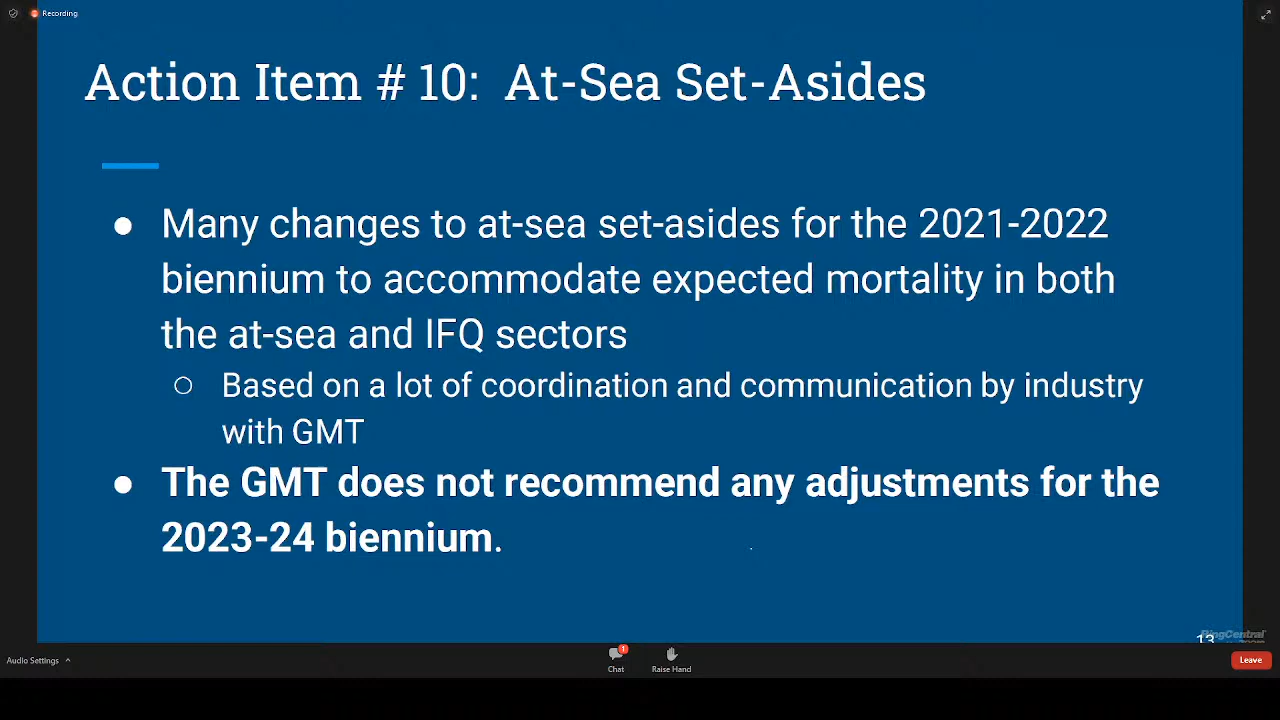 Recording
Action Item # 10: At-Sea Set-Asides
● Many changes to at-sea set-asides for the 2021-2022
biennium to accommodate expected mortality in both
the at-sea and IFQ sectors
○ Based on a lot of coordination and communication by industry
with GMT
● The GMT does not recommend any adjustments for the
2023-24 biennium.
13
RingCentral
Audio Settings
1
Chat
Raise Hand
Leave